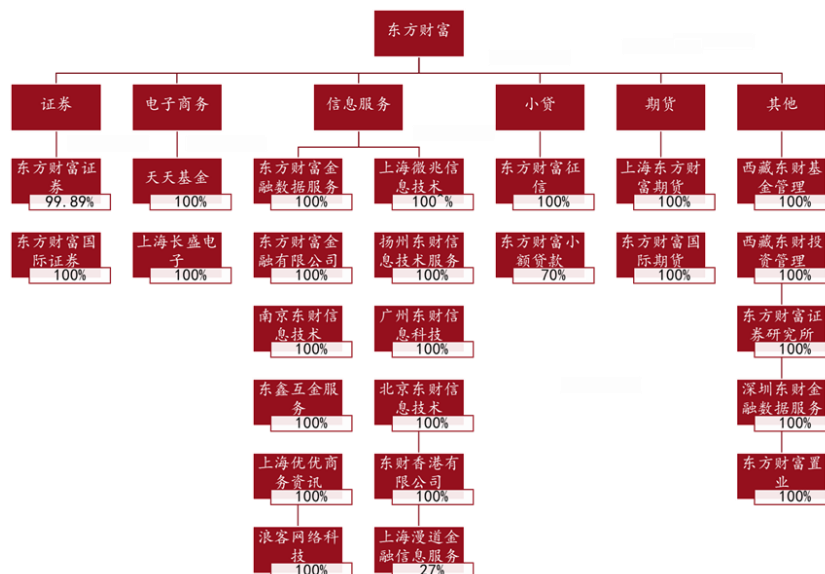 东方财富
证券
电子商务
信息服务
小贷
期货
其他
东方财富证
券
99.89%
天天基金
100%
东方财富金
融数据服务
100%
上海微兆信
息技术
100%
东方财富征
信
100%
上海东方财
富期货
100%
西藏东财基
金管理
100%
东方财富国
际证券
100%
上海长盛电
子
100%
东方财富金
融有限公司
100%
扬州东财信
息技术服务
100%
东方财富小
额贷款
70%
东方财富国
际期货
100%
西藏东财投
资管理
100%
南京东财信
息技术
100%
广州东财信
息科技
100%
东方财富证
券研究所
100%
东鑫互金服
务
100%
北京东财信
息技术
100%
深圳东财金
融数据服务
100%
上海优优商
务资讯
100%
东财香港有
限公司
100%
东方财富置
业
100%
浪客网络科
技
100%
上海漫道金
融信息服务
27%